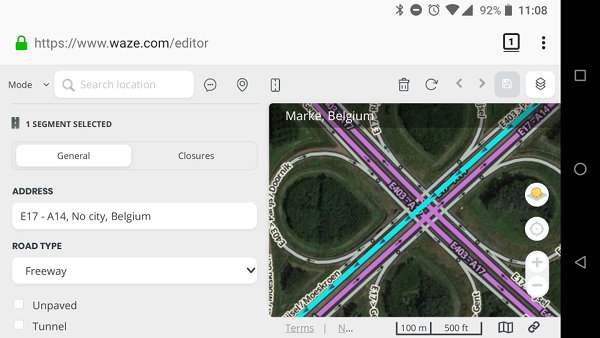 92% 11:08
https://www.waze.com/editor
1
Mode
Search location
1 SEGMENT SELECTED
General
Closures
ADDRESS
E17 - A14, No city, Belgium
ROAD TYPE
Freeway
Unpaved
Tunnel
Marke, Belgium
E17 - A14
E403 - A
E403 - A17
Gent
Moeskroen
Terms | N...
100 m
500 ft